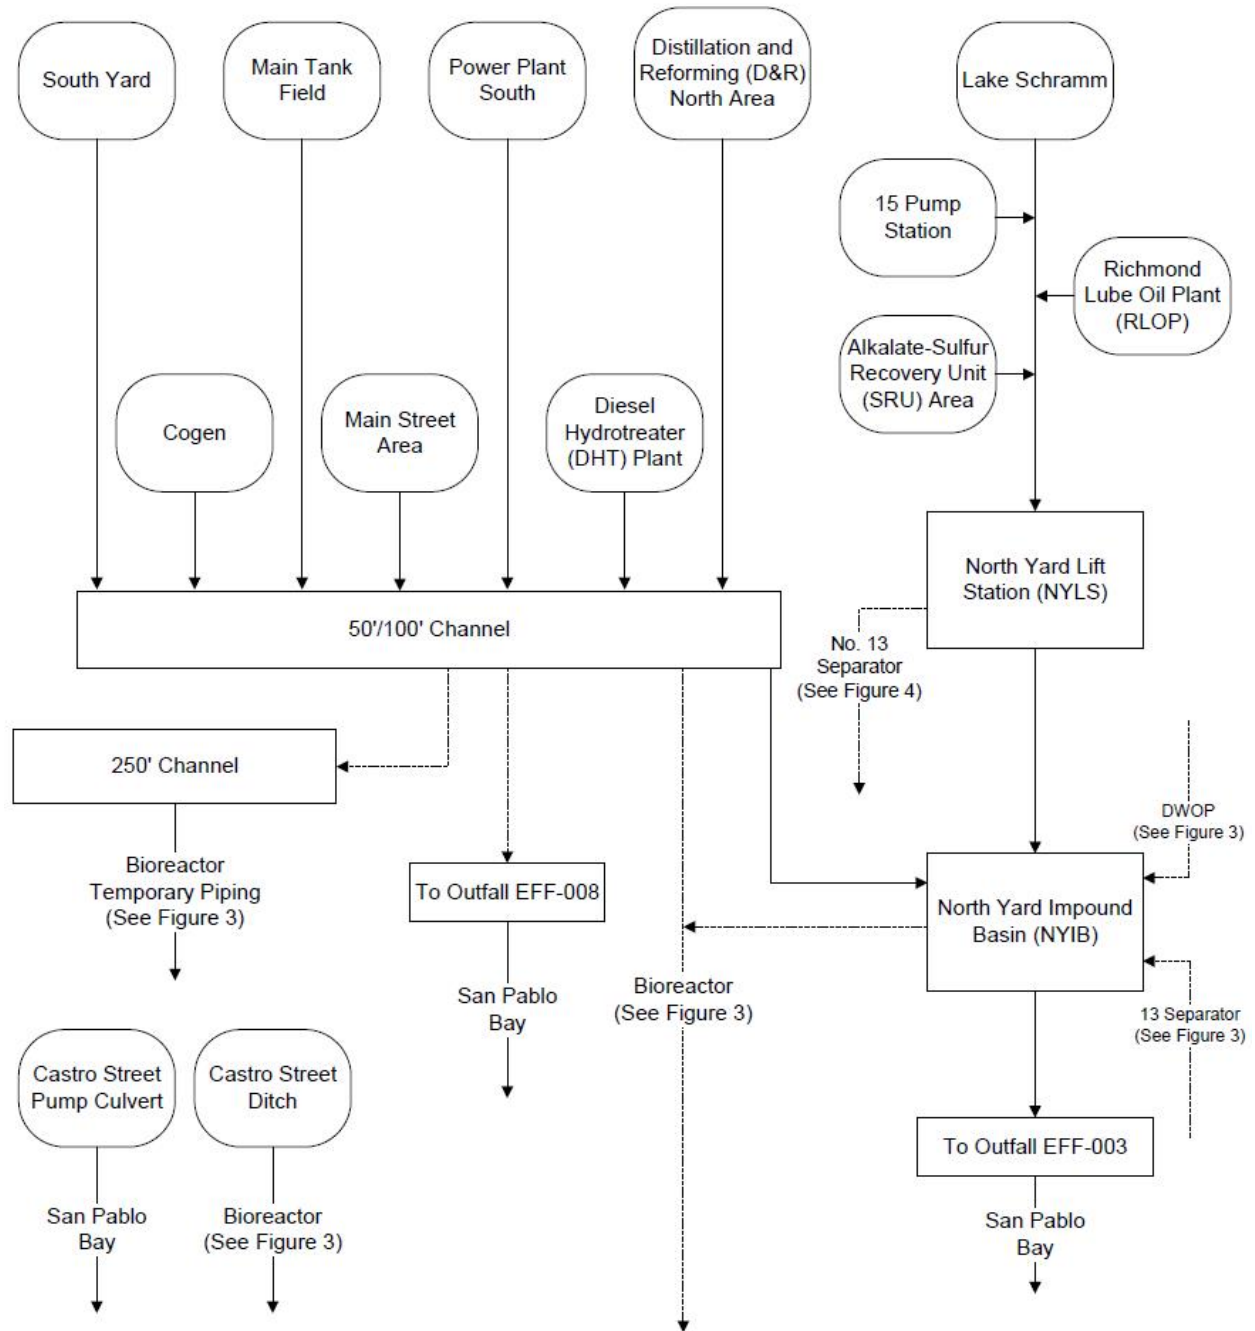 South Yard
Main Tank
Field
Power Plant
South
Distillation and
Reforming (D&R)
North Area
Lake Schramm
15 Pump
Station
Richmond
Lube Oil Plant
(RLOP)
Alkalate-Sulfur
Recovery Unit
(SRU) Area
Cogen
Main Street
Area
Diesel
Hydrotreater
(DHT) Plant
North Yard Lift
Station (NYLS)
50'/100' Channel
No. 13
Separator
(See Figure 4)
250' Channel
DWOP
(See Figure 3)
Bioreactor
Temporary Piping
(See Figure 3)
To Outfall EFF-008
North Yard Impound
Basin (NYIB)
San Pablo
Bay
Bioreactor
(See Figure 3)
13 Separator
(See Figure 3)
Castro Street
Pump Culvert
Castro Street
Ditch
To Outfall EFF-003
San Pablo
Bay
Bioreactor
(See Figure 3)
San Pablo
Bay